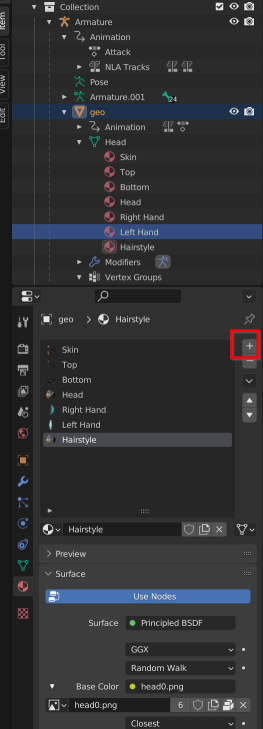 Item
Tool
View
Edit
Collection
Armature
Animation
Attack
NLA Tracks
Pose
Armature.001
24
geo
Animation
Head
Skin
Top
Bottom
Head
Right Hand
Left Hand
Hairstyle
Modifiers
Vertex Groups
geo > Hairstyle
Skin
Top
Bottom
Head
Right Hand
Left Hand
Hairstyle
Hairstyle
Preview
Surface
Use Nodes
Surface Principled BSDF
GGX
Random Walk
Base Color head0.png
head0.png 6
Closest